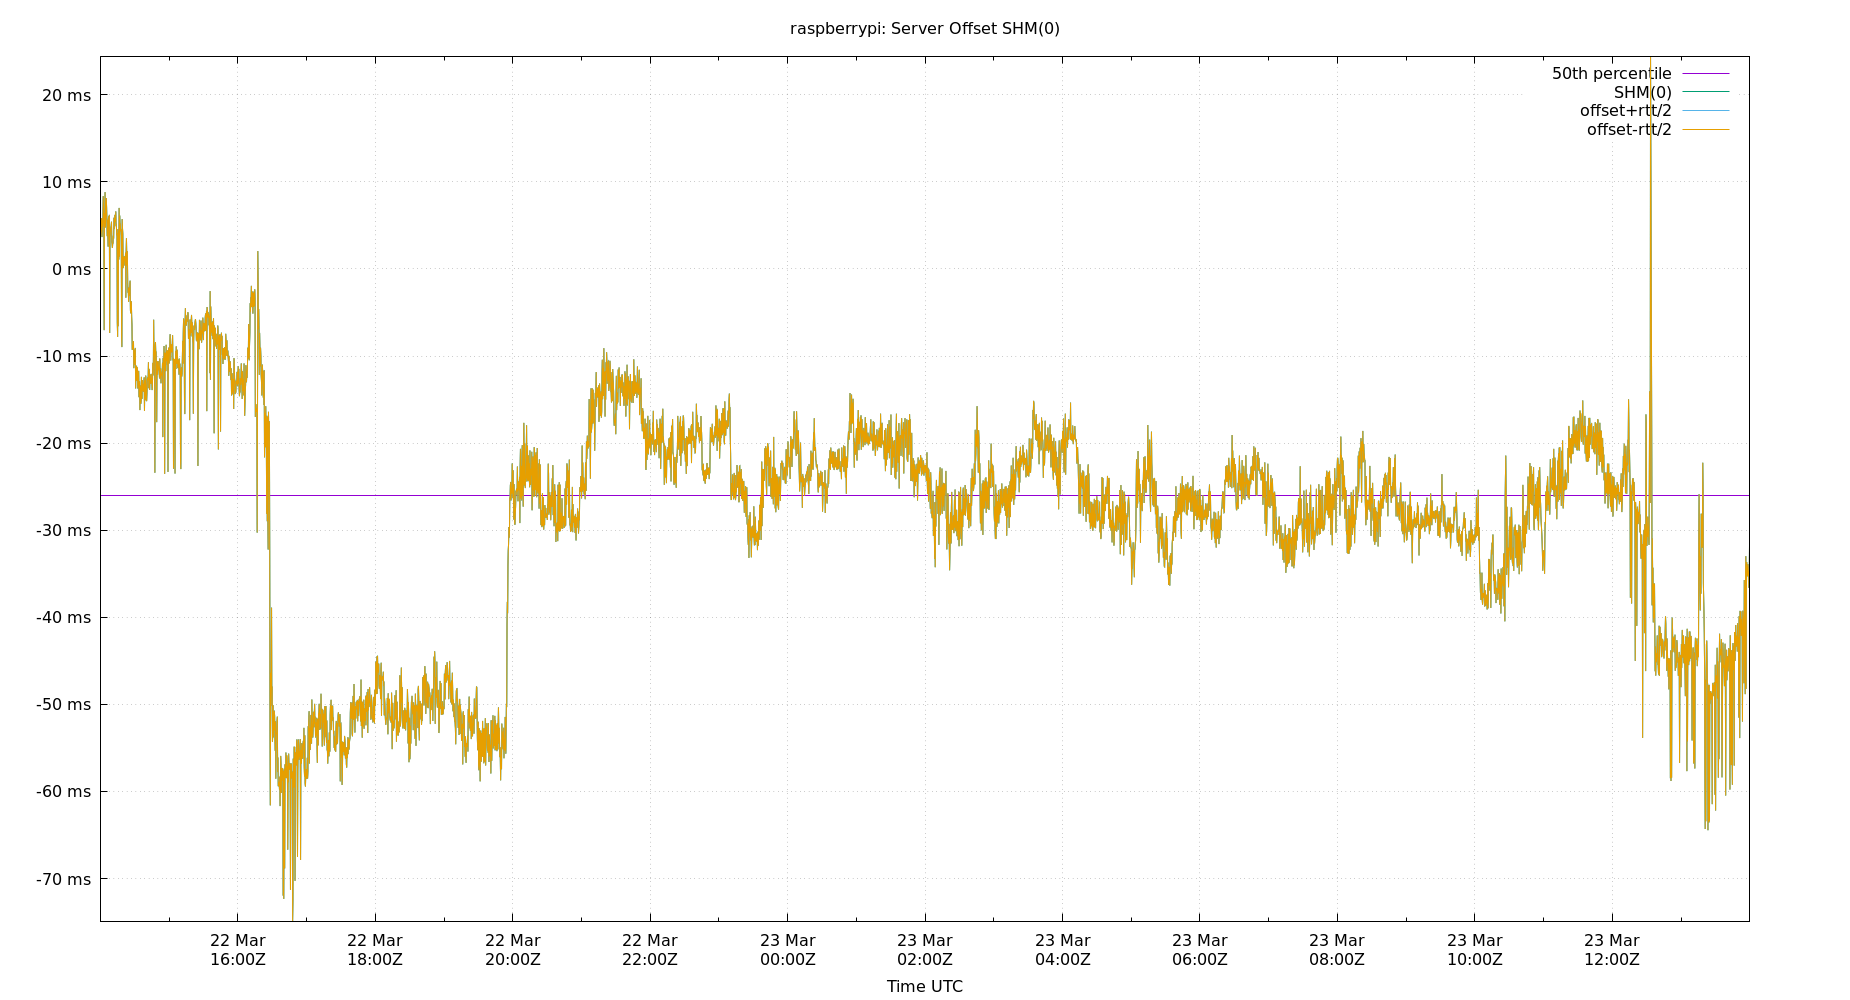 raspberrypi: Server Offset SHM(0)
50th percentile
SHM(0)
offset+rtt/2
offset-rtt/2
20 ms
10 ms
0 ms
-10 ms
-20 ms
-30 ms
-40 ms
-50 ms
-60 ms
-70 ms
22 Mar 22 Mar 22 Mar 22 Mar 23 Mar 23 Mar 23 Mar 23 Mar 23 Mar 23 Mar 23 Mar
16:00Z 18:00Z 20:00Z 22:00Z 00:00Z 02:00Z 04:00Z 06:00Z 08:00Z 10:00Z 12:00Z
Time UTC